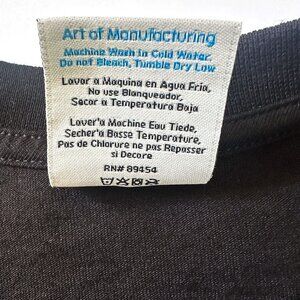 Art of Manufacturing
Machine Wash in Cold Water.
Do not Bleach, Tumble Dry Low
Lavar a Maquina en Agua Fria,
No use Blanqueador,
Secar a Temperatura Baja
Laver'a Machine Eau Tiede,
Secher'a Basse Temperature,
Pas de Chlorure ne pas Repasser
si Decore
RN# 89454